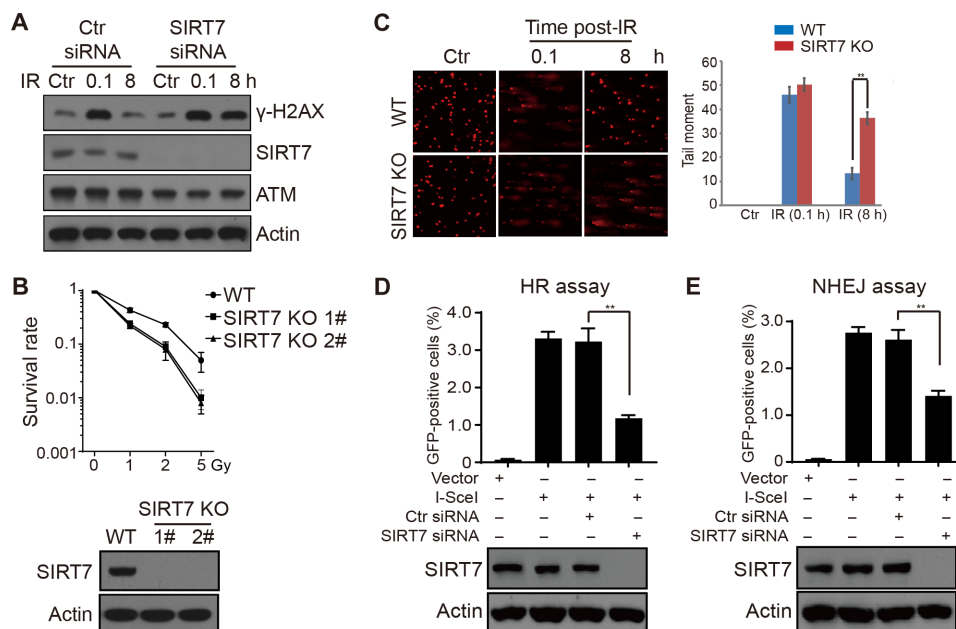 A
Ctr siRNA
SIRT7 siRNA
IR Ctr 0.1 8 Ctr 0.1 8 h
γ-H2AX
SIRT7
ATM
Actin
B
Survival rate
1
0.1
0.01
0.001
0 1 2 5 Gy
WT
SIRT7 KO 1#
SIRT7 KO 2#
SIRT7 KO
WT 1# 2#
SIRT7
Actin
C
Time post-IR
Ctr 0.1 8 h
WT
SIRT7 KO
WT
SIRT7 KO
Tail moment
60
50
40
30
20
10
0
**
Ctr IR (0.1 h) IR (8 h)
D
HR assay
GFP-positive cells (%)
4.0
3.0
2.0
1.0
0
**
Vector + – – –
I-SceI – + + +
Ctr siRNA – – + –
SIRT7 siRNA – – – +
SIRT7
Actin
E
NHEJ assay
GFP-positive cells (%)
3.0
2.0
1.0
0
**
Vector + – – –
I-SceI – + + +
Ctr siRNA – – + –
SIRT7 siRNA – – – +
SIRT7
Actin